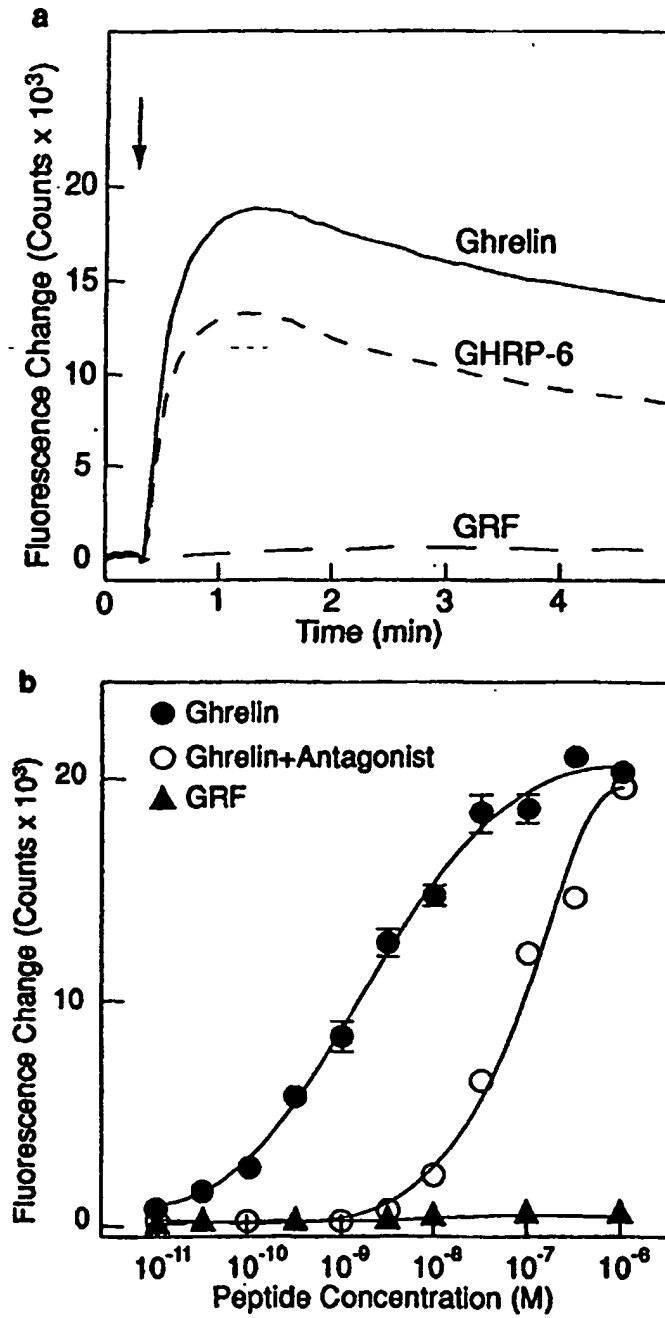 a
Fluorescence Change (Counts x 10³)
20
15
10
5
0
Ghrelin
GHRP-6
GRF
0 1 2 3 4
Time (min)
b
Fluorescence Change (Counts x 10³)
● Ghrelin
○ Ghrelin+Antagonist
▲ GRF
20
10
0
10⁻¹¹ 10⁻¹⁰ 10⁻⁹ 10⁻⁸ 10⁻⁷ 10⁻⁶
Peptide Concentration (M)